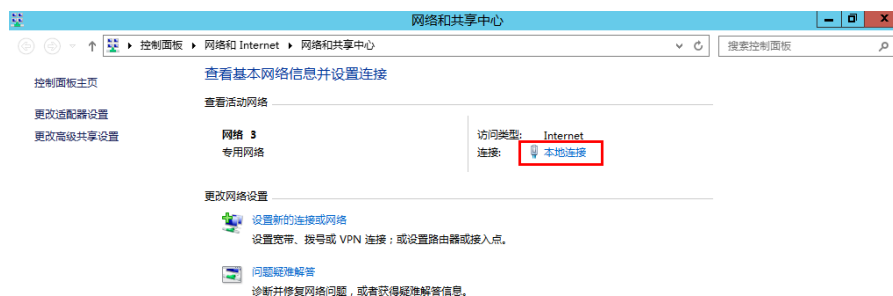 网络和共享中心
控制面板 网络和 Internet 网络和共享中心
搜索控制面板
控制面板主页
更改适配器设置
更改高级共享设置
查看基本网络信息并设置连接
查看活动网络
网络 3
专用网络
访问类型: Internet
连接: 本地连接
更改网络设置
设置新的连接或网络
设置宽带、拨号或 VPN 连接；或设置路由器或接入点。
问题疑难解答
诊断并修复网络问题，或者获得疑难解答信息。